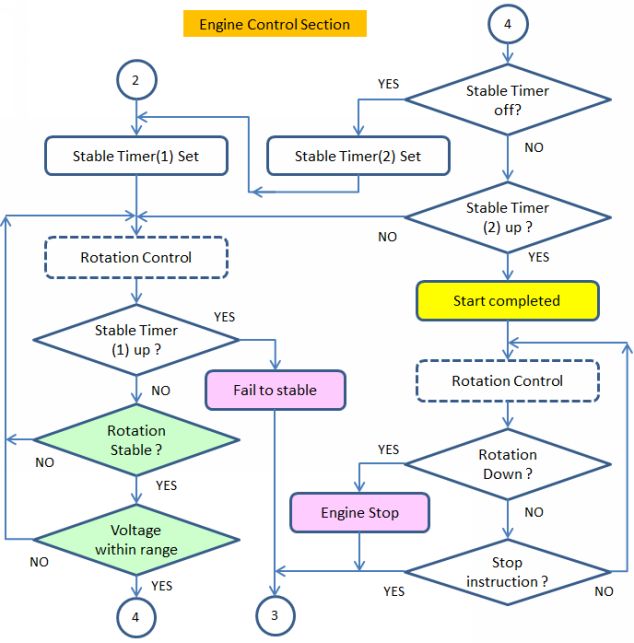 Engine Control Section
2
Stable Timer(1) Set
Rotation Control
Stable Timer
(1) up ?
YES
NO
Fail to stable
Rotation
Stable ?
NO
YES
Voltage
within range
NO
YES
4
3
4
Stable Timer
off?
YES
NO
Stable Timer(2) Set
Stable Timer
(2) up ?
NO
YES
Start completed
Rotation Control
Rotation
Down ?
YES
NO
Engine Stop
Stop
instruction ?
YES
NO